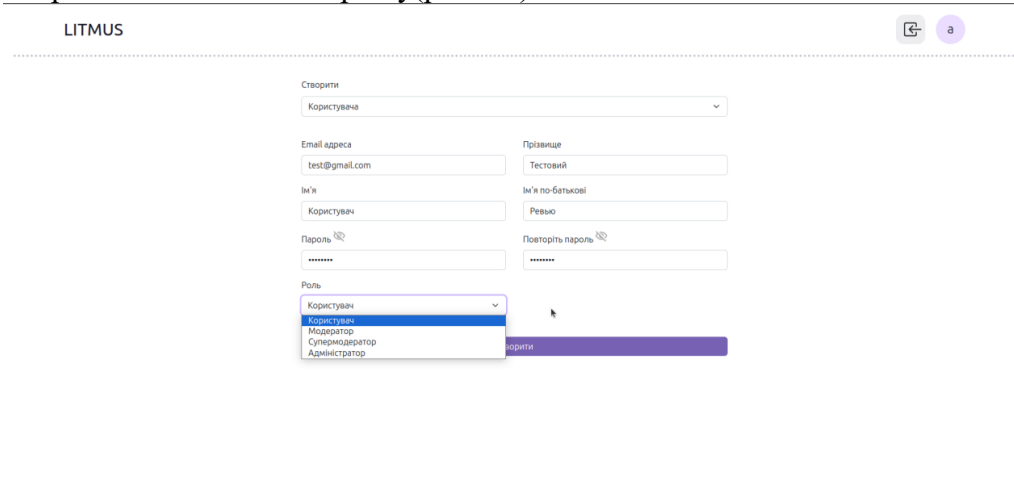 LITMUS
a
Створити
Користувача
Email адреса
Прізвище
test@gmail.com
Тестовий
Ім'я
Ім'я по-батькові
Користувач
Ревью
Пароль
Повторіть пароль
••••••••
••••••••
Роль
Користувач
Користувач
Модератор
Супермодератор
Адміністратор
ворити